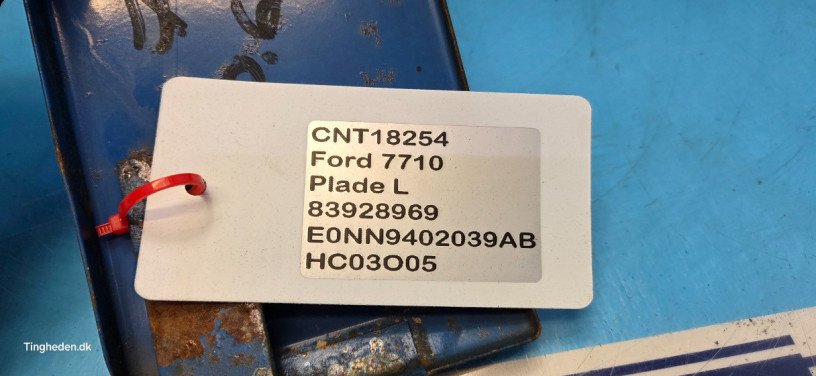 CNT18254
Ford 7710
Plade L
83928969
E0NN9402039AB
HC03O05
Tingheden.dk